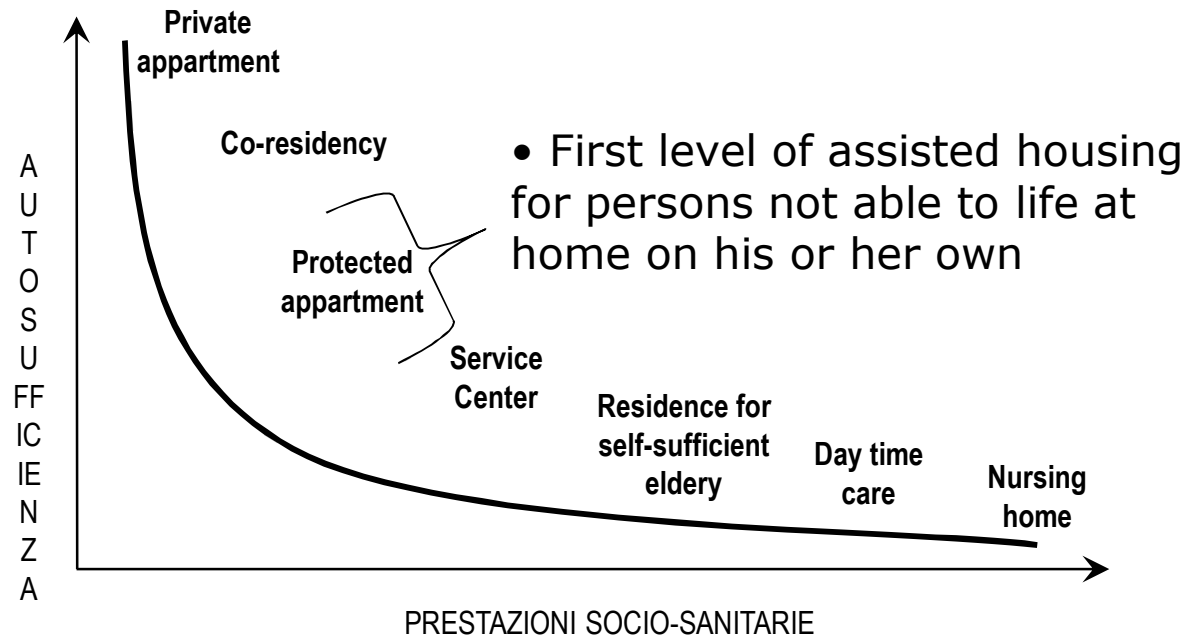 Private
appartment
Co-residency
• First level of assisted housing
for persons not able to life at
home on his or her own
Protected
appartment
Service
Center
Residence for
self-sufficient
eldery
Day time
care
Nursing
home
A
U
T
O
S
U
FF
IC
IE
N
Z
A
PRESTAZIONI SOCIO-SANITARIE